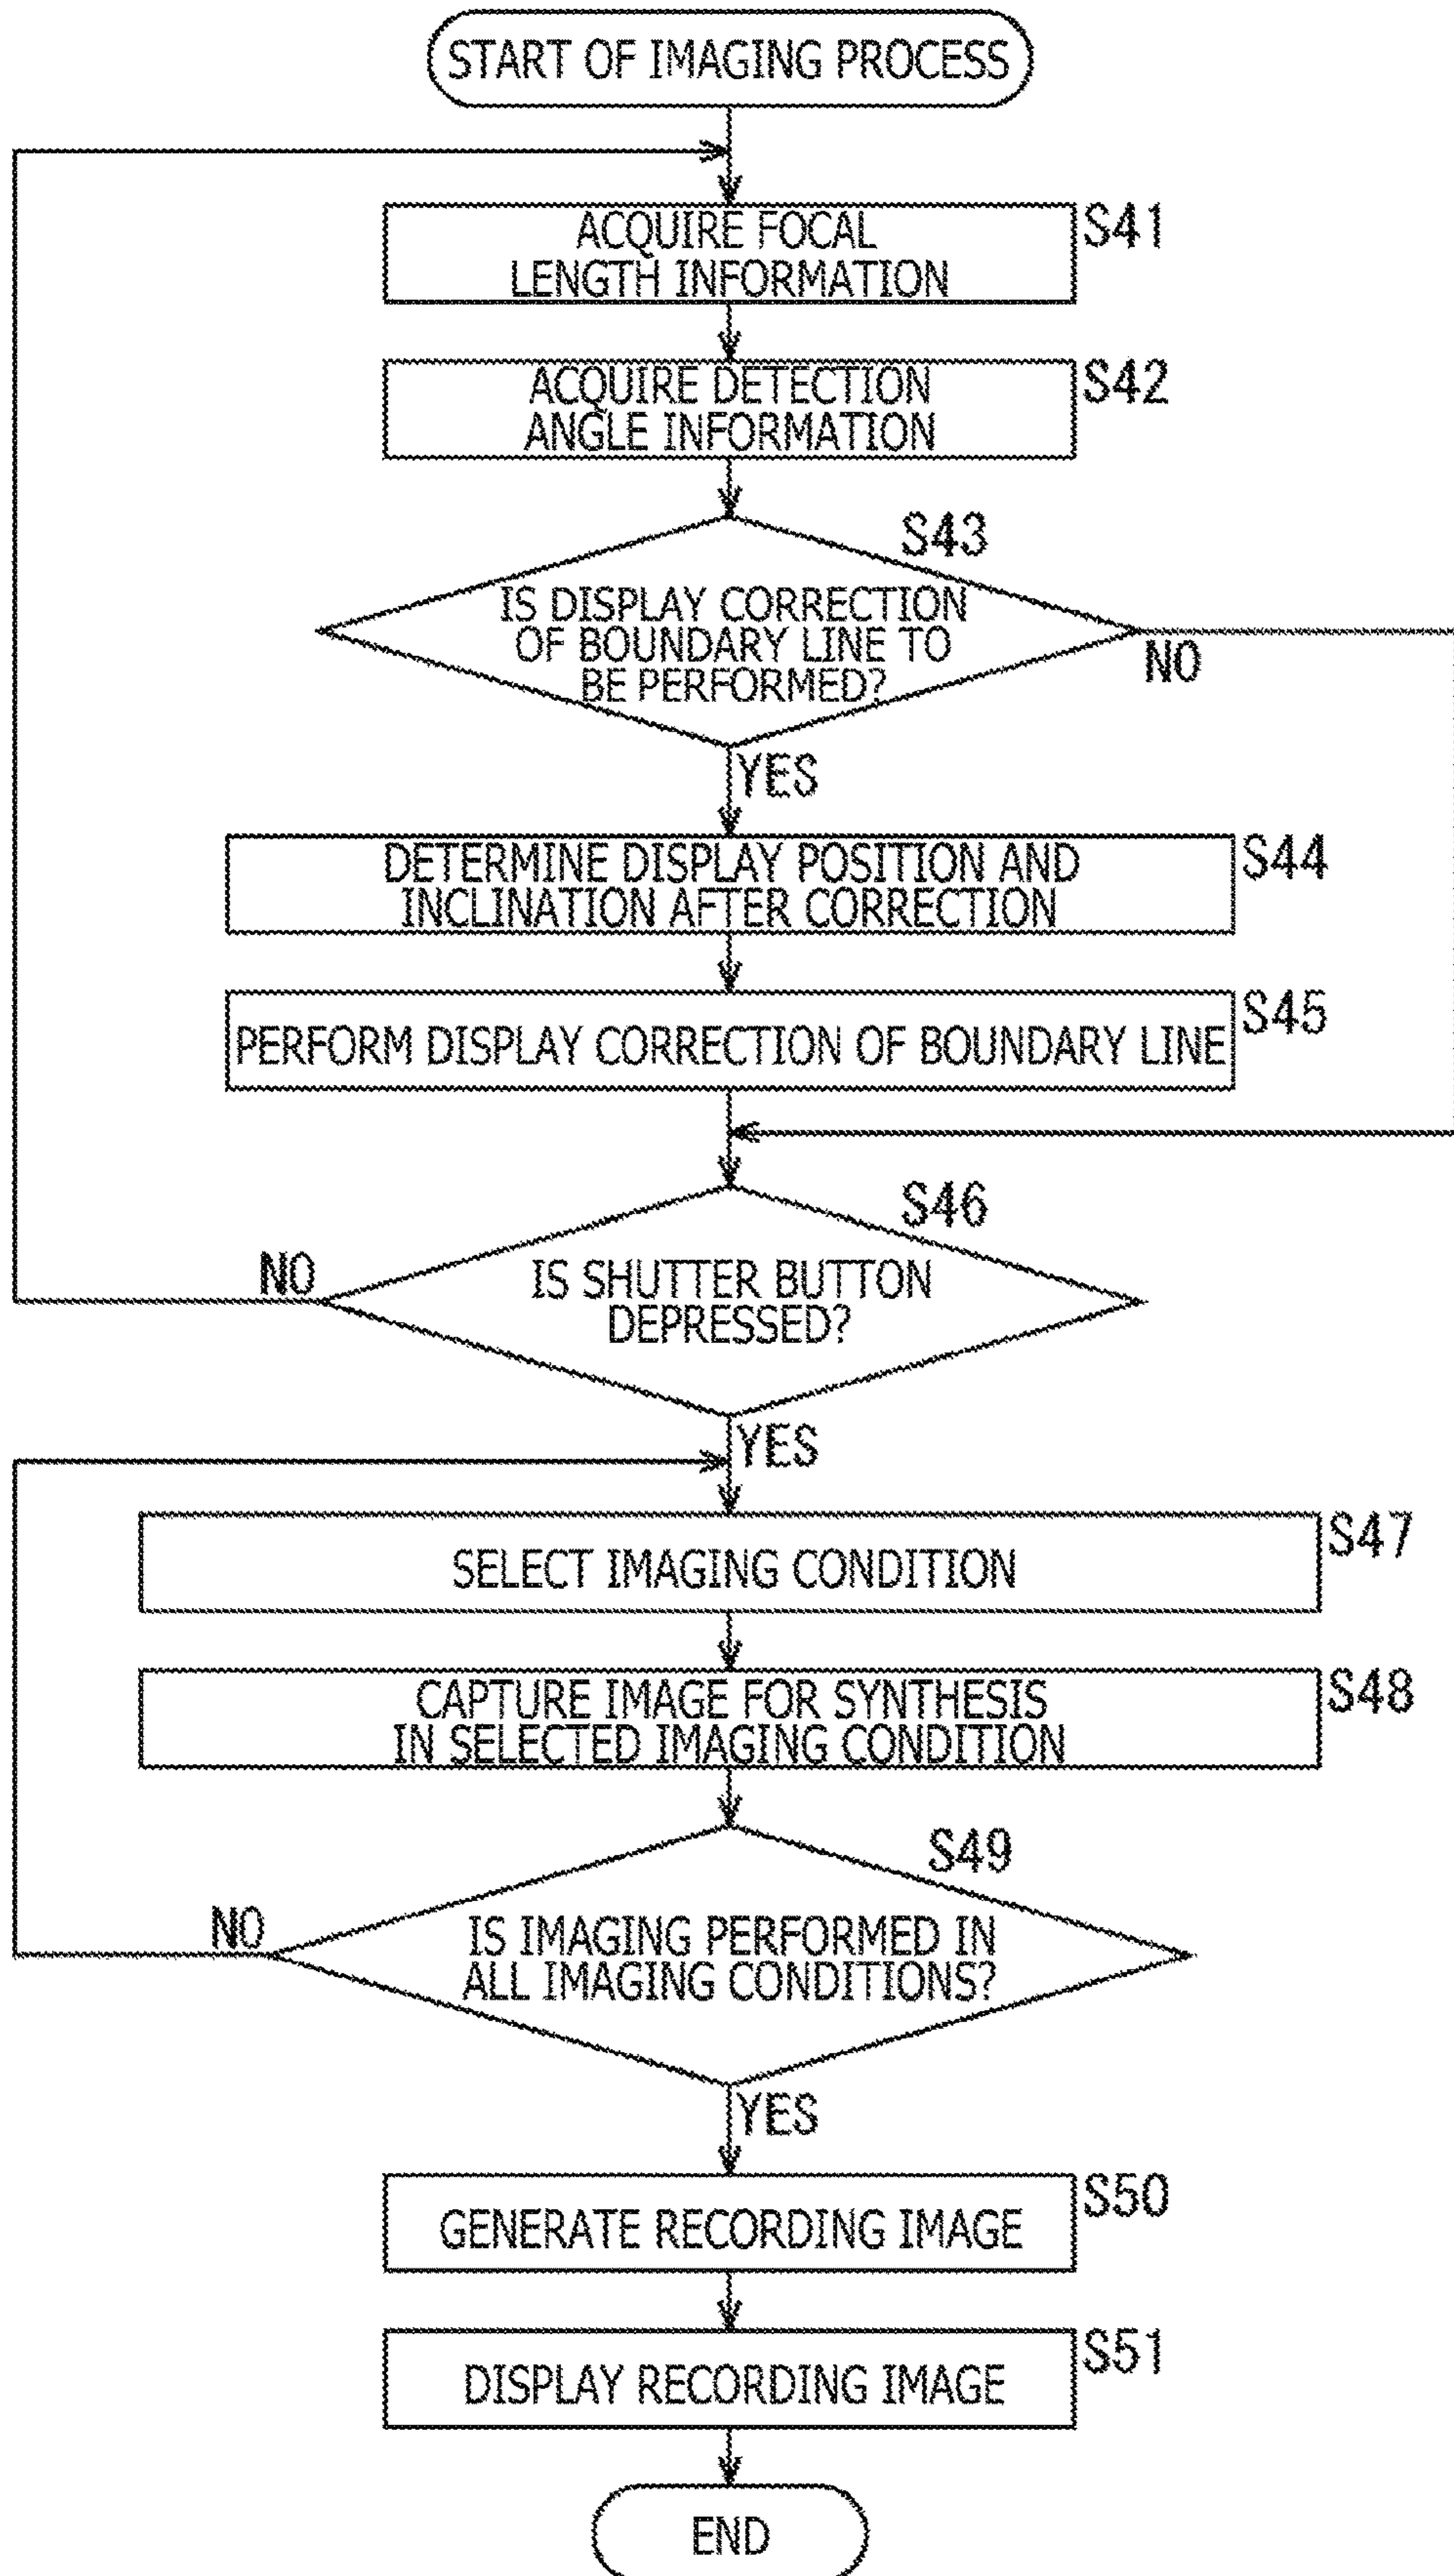 START OF IMAGING PROCESS
S41
ACQUIRE FOCAL
LENGTH INFORMATION
S42
ACQUIRE DETECTION
ANGLE INFORMATION
S43
IS DISPLAY CORRECTION
OF BOUNDARY LINE TO
BE PERFORMED?
NO
YES
S44
DETERMINE DISPLAY POSITION AND
INCLINATION AFTER CORRECTION
S45
PERFORM DISPLAY CORRECTION OF BOUNDARY LINE
S46
NO
IS SHUTTER BUTTON
DEPRESSED?
YES
S47
SELECT IMAGING CONDITION
S48
CAPTURE IMAGE FOR SYNTHESIS
IN SELECTED IMAGING CONDITION
S49
NO
IS IMAGING PERFORMED IN
ALL IMAGING CONDITIONS?
YES
S50
GENERATE RECORDING IMAGE
S51
DISPLAY RECORDING IMAGE
END